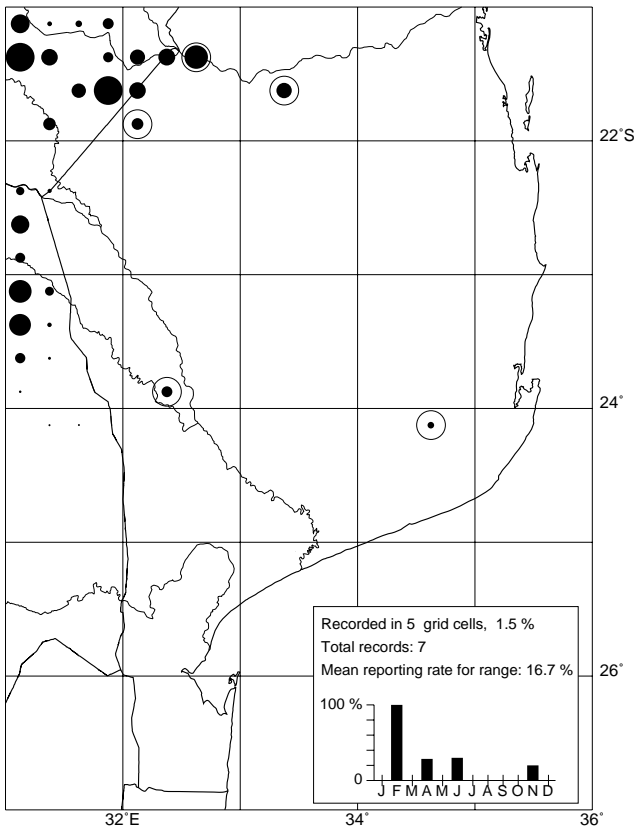 22°S
24°
Recorded in 5 grid cells, 1.5 %
Total records: 7
Mean reporting rate for range: 16.7 %
26°
100 %
0
J F M A M J J A S O N D
32°E
34°
36°